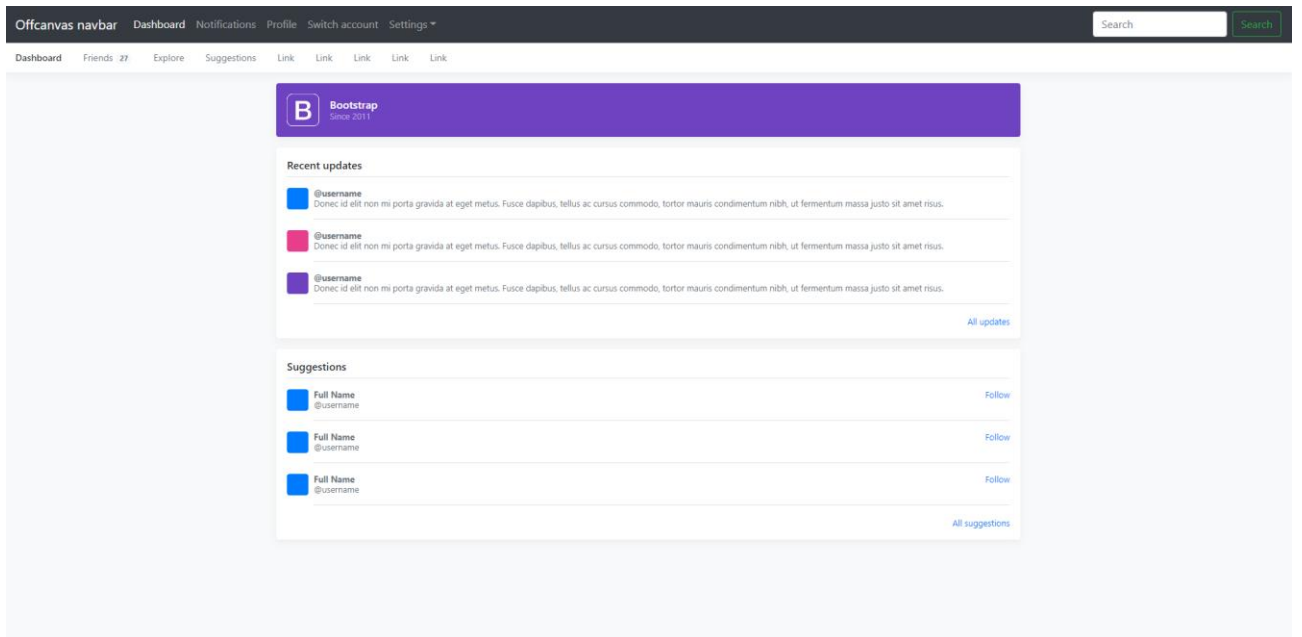 Offcanvas navbar Dashboard Notifications Profile Switch account Settings Search Search
Dashboard Friends 27 Explore Suggestions Link Link Link Link Link
B
Bootstrap
Since 2011
Recent updates
@username
Donec id elit non mi porta gravida at eget metus. Fusce dapibus, tellus ac cursus commodo, tortor mauris condimentum nibh, ut fermentum massa justo sit amet risus.
@username
Donec id elit non mi porta gravida at eget metus. Fusce dapibus, tellus ac cursus commodo, tortor mauris condimentum nibh, ut fermentum massa justo sit amet risus.
@username
Donec id elit non mi porta gravida at eget metus. Fusce dapibus, tellus ac cursus commodo, tortor mauris condimentum nibh, ut fermentum massa justo sit amet risus.
All updates
Suggestions
Full Name Follow
@username
Full Name Follow
@username
Full Name Follow
@username
All suggestions